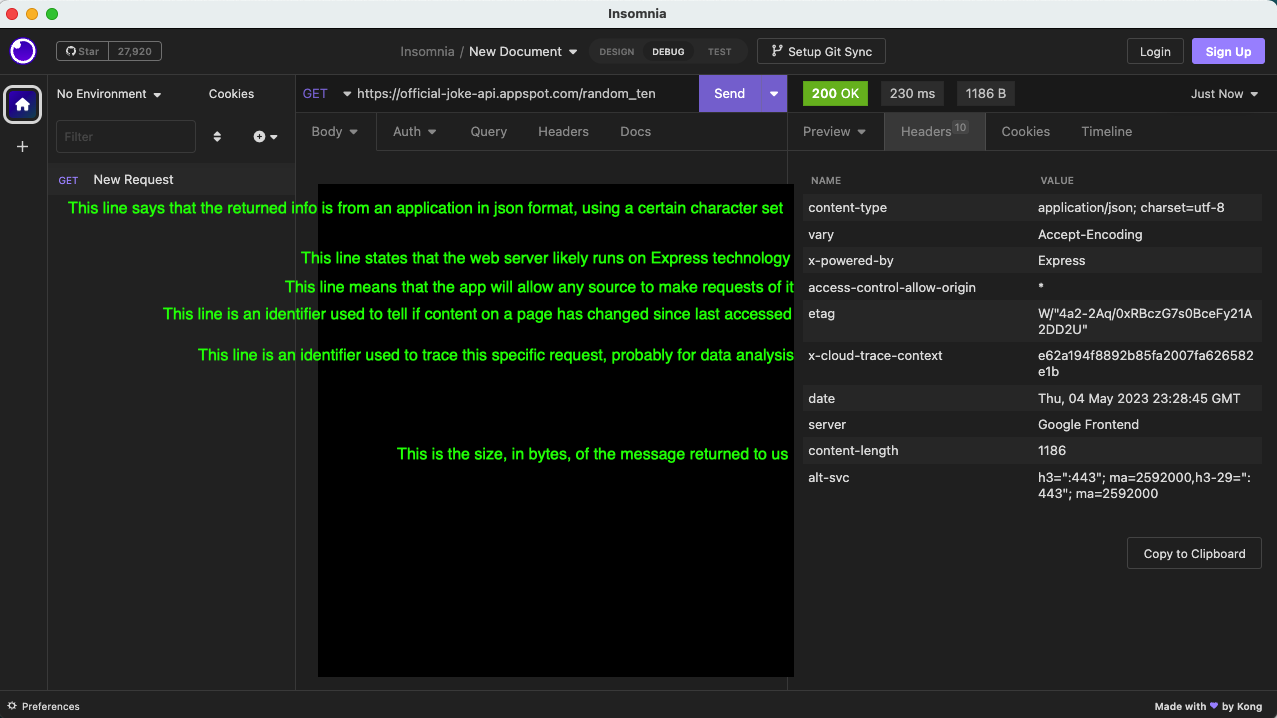 Insomnia
Star 27,920
Insomnia / New Document
DESIGN DEBUG TEST
Setup Git Sync
Login
Sign Up
No Environment
Cookies
GET https://official-joke-api.appspot.com/random_ten
Send
200 OK
230 ms
1186 B
Just Now
Filter
Body
Auth
Query
Headers
Docs
Preview
Headers 10
Cookies
Timeline
GET New Request
This line says that the returned info is from an application in json format, using a certain character set
This line states that the web server likely runs on Express technology
This line means that the app will allow any source to make requests of it
This line is an identifier used to tell if content on a page has changed since last accessed
This line is an identifier used to trace this specific request, probably for data analysis
This is the size, in bytes, of the message returned to us
NAME VALUE
content-type application/json; charset=utf-8
vary Accept-Encoding
x-powered-by Express
access-control-allow-origin *
etag W/"4a2-2Aq/0xRBczG7s0BceFy21A
2DD2U"
x-cloud-trace-context e62a194f8892b85fa2007fa628582
e1b
date Thu, 04 May 2023 23:28:45 GMT
server Google Frontend
content-length 1186
alt-svc h3=":443"; ma=2592000,h3-29=":
443"; ma=2592000
Copy to Clipboard
Preferences
Made with 💜 by Kong